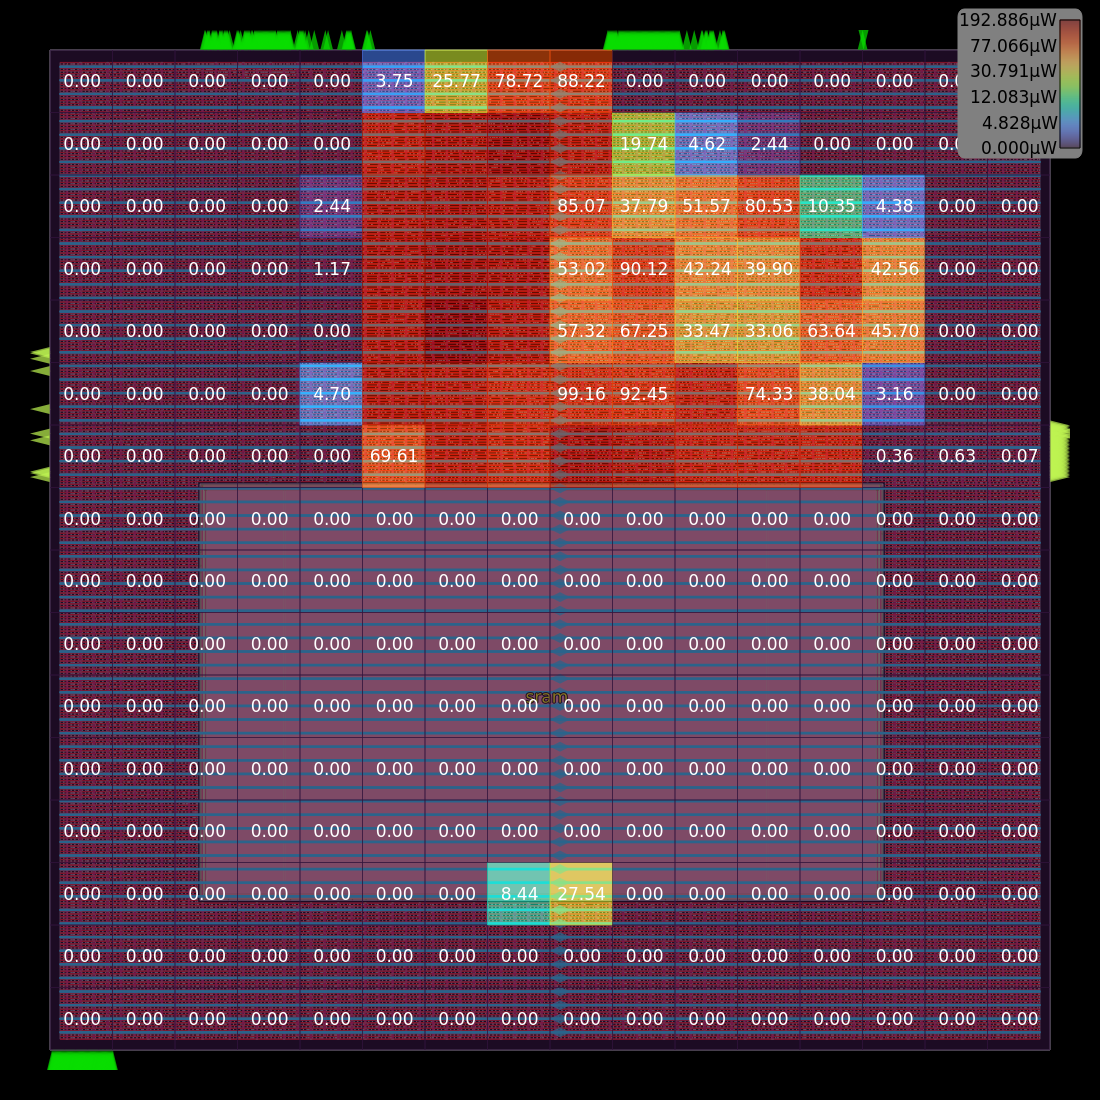 192.886µW
77.066µW
30.791µW
12.083µW
4.828µW
0.000µW
0.00 0.00 0.00 0.00 0.00 3.75 25.77 78.72 88.22 0.00 0.00 0.00 0.00 0.00
0.00 0.00 0.00 0.00 0.00 19.74 4.62 2.44 0.00 0.00
0.00 0.00 0.00 0.00 2.44 85.07 37.79 51.57 80.53 10.35 4.38 0.00 0.00
0.00 0.00 0.00 0.00 1.17 53.02 90.12 42.24 39.90 42.56 0.00 0.00
0.00 0.00 0.00 0.00 0.00 57.32 67.25 33.47 33.06 63.64 45.70 0.00 0.00
0.00 0.00 0.00 0.00 4.70 99.16 92.45 74.33 38.04 3.16 0.00 0.00
0.00 0.00 0.00 0.00 0.00 69.61 0.36 0.63 0.07
0.00 0.00 0.00 0.00 0.00 0.00 0.00 0.00 0.00 0.00 0.00 0.00 0.00 0.00 0.00 0.00
0.00 0.00 0.00 0.00 0.00 0.00 0.00 0.00 0.00 0.00 0.00 0.00 0.00 0.00 0.00 0.00
0.00 0.00 0.00 0.00 0.00 0.00 0.00 0.00 0.00 0.00 0.00 0.00 0.00 0.00 0.00 0.00
sram
0.00 0.00 0.00 0.00 0.00 0.00 0.00 0.00 0.00 0.00 0.00 0.00 0.00 0.00 0.00 0.00
0.00 0.00 0.00 0.00 0.00 0.00 0.00 0.00 0.00 0.00 0.00 0.00 0.00 0.00 0.00 0.00
0.00 0.00 0.00 0.00 0.00 0.00 0.00 0.00 0.00 0.00 0.00 0.00 0.00 0.00 0.00 0.00
0.00 0.00 0.00 0.00 0.00 0.00 0.00 8.44 27.54 0.00 0.00 0.00 0.00 0.00 0.00 0.00
0.00 0.00 0.00 0.00 0.00 0.00 0.00 0.00 0.00 0.00 0.00 0.00 0.00 0.00 0.00 0.00
0.00 0.00 0.00 0.00 0.00 0.00 0.00 0.00 0.00 0.00 0.00 0.00 0.00 0.00 0.00 0.00